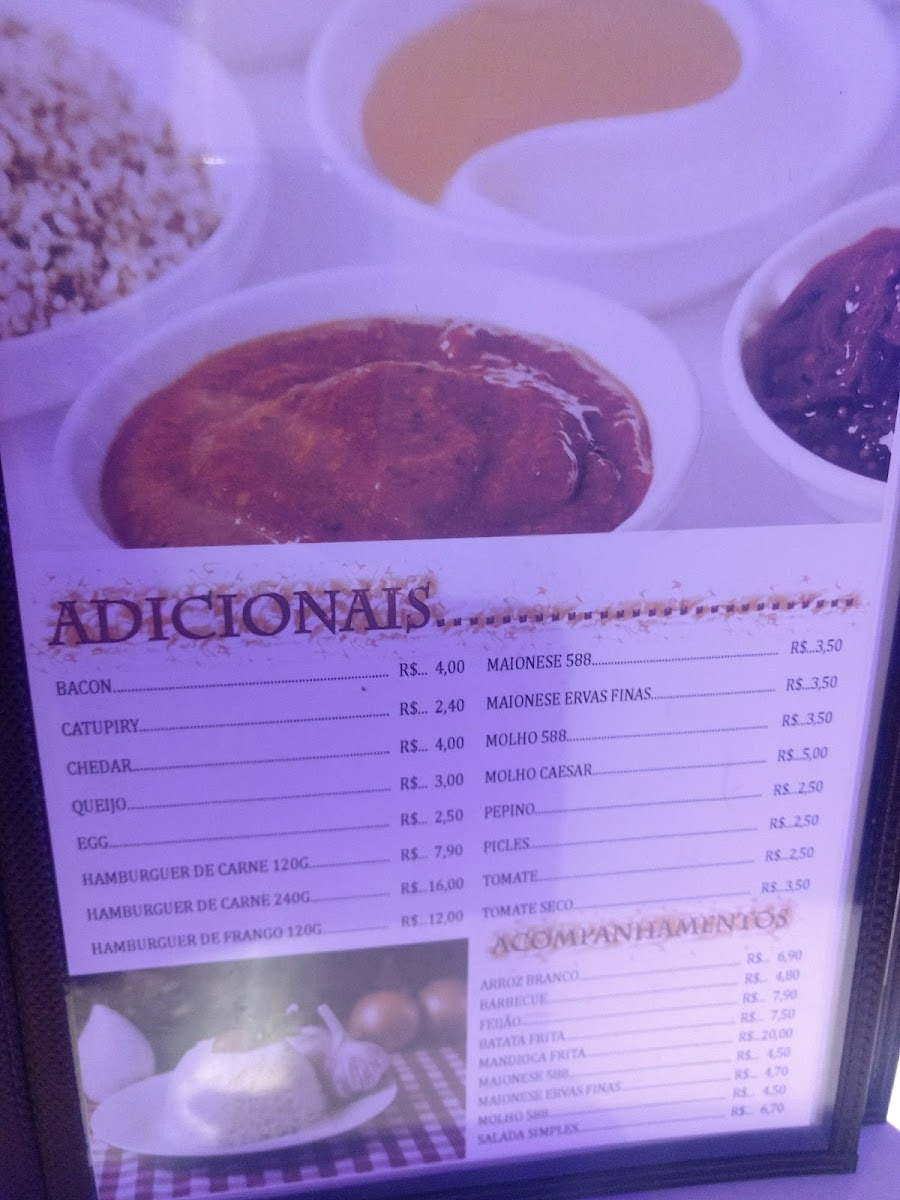 ADICIONAIS
BACON R$... 4,00
CATUPIRY R$... 2,40
CHEDAR R$... 4,00
QUEIJO R$... 3,00
EGG R$... 2,50
HAMBURGUER DE CARNE 120G R$... 7,90
HAMBURGUER DE CARNE 240G R$...16,00
HAMBURGUER DE FRANGO 120G R$...12,00
MAIONESE 588 R$...3,50
MAIONESE ERVAS FINAS R$...3,50
MOLHO 588 R$...3,50
MOLHO CAESAR R$...5,00
PEPINO R$...2,50
PICLES R$...2,50
TOMATE R$...2,50
TOMATE SECO R$...3,50
ACOMPANHAMENTOS
ARROZ BRANCO R$... 6,90
BARBECUE R$... 4,80
FEIJÃO R$... 7,90
BATATA FRITA R$... 7,50
MANDIOCA FRITA R$...20,00
MAIONESE 588 R$... 4,50
MAIONESE ERVAS FINAS R$... 4,70
MOLHO 588 R$... 4,50
SALADA SIMPLES R$... 6,70